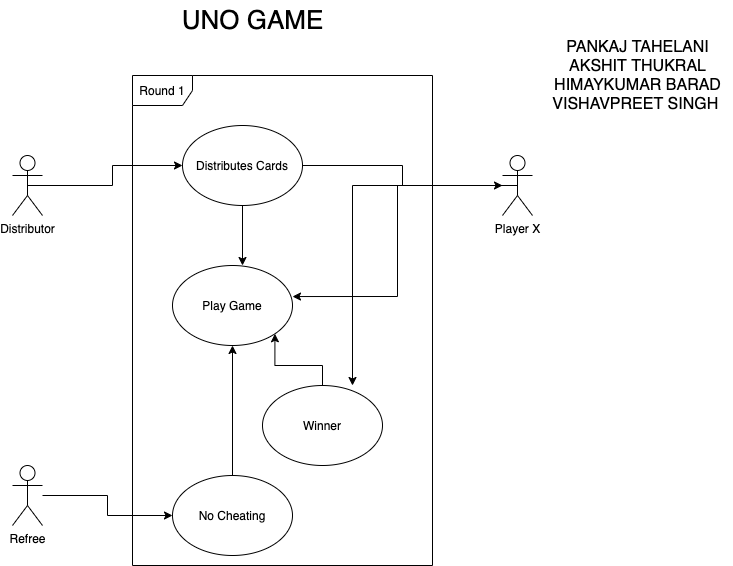 UNO GAME
PANKAJ TAHELANI
AKSHIT THUKRAL
HIMAYKUMAR BARAD
VISHAVPREET SINGH
Round 1
Distributes Cards
Distributor
Player X
Play Game
Winner
No Cheating
Refree